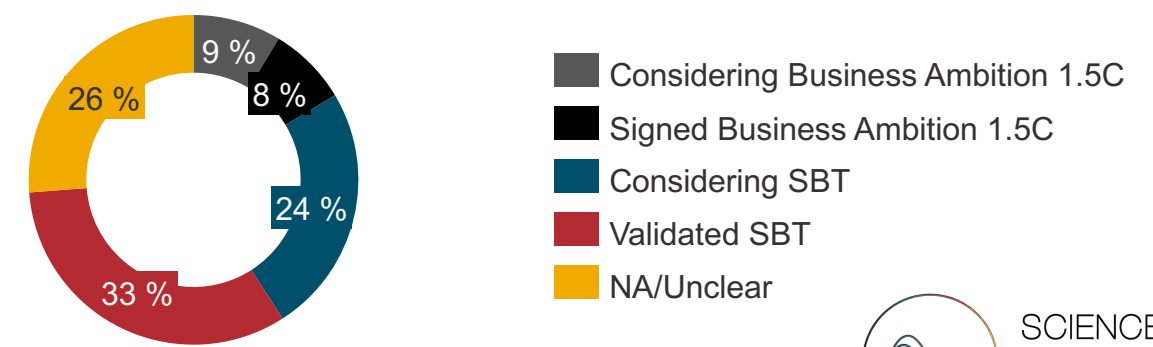 9 %
8 %
26 %
24 %
33 %
Considering Business Ambition 1.5C
Signed Business Ambition 1.5C
Considering SBT
Validated SBT
NA/Unclear
SCIENCE